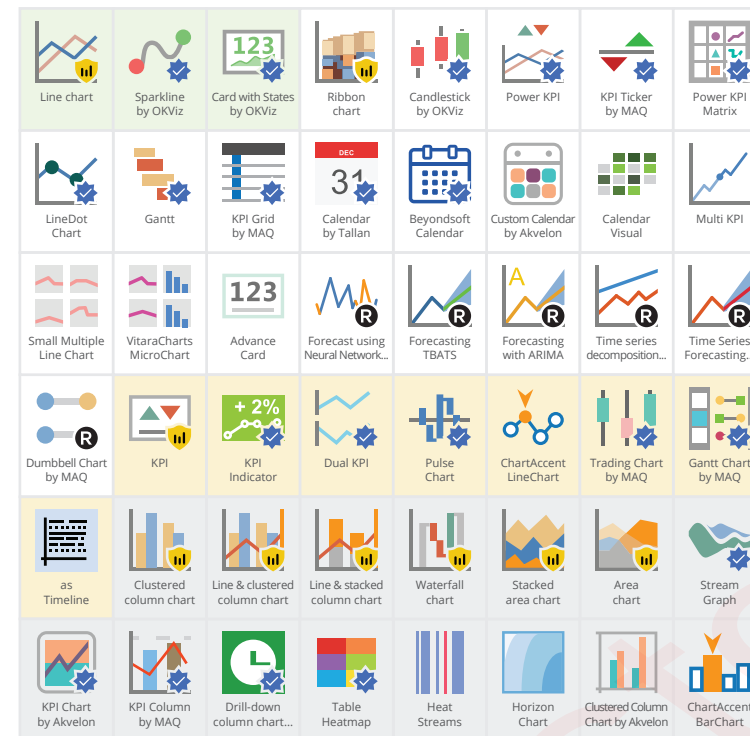 123
Line chart
Sparkline
by OKViz
Card with States
by OKViz
Ribbon
chart
Candlestick
by OKViz
Power KPI
KPI Ticker
by MAQ
Power KPI
Matrix
DEC
31
LineDot
Chart
Gantt
KPI Grid
by MAQ
Calendar
by Tallan
Beyondsoft
Calendar
Custom Calendar
by Akvelon
Calendar
Visual
Multi KPI
123
R
R
A
R
R
R
Small Multiple
Line Chart
VitaraCharts
MicroChart
Advance
Card
Forecast using
Neural Network...
Forecasting
TBATS
Forecasting
with ARIMA
Time series
decomposition...
Time Series
Forecasting.
R
+ 2%
Dumbbell Chart
by MAQ
KPI
KPI
Indicator
Dual KPI
Pulse
Chart
ChartAccent
LineChart
Trading Chart
by MAQ
Gantt Chart
by MAQ
as
Timeline
Clustered
column chart
Line & clustered
column chart
Line & stacked
column chart
Waterfall
chart
Stacked
area chart
Area
chart
Stream
Graph
KPI Chart
by Akvelon
KPI Column
by MAQ
Drill-down
column chart...
Table
Heatmap
Heat
Streams
Horizon
Chart
Clustered Column
Chart by Akvelon
ChartAccent
BarChart